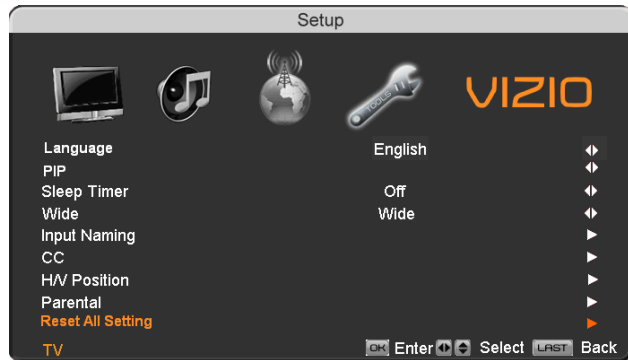 Setup
TOOLS
VIZIO
Language English
PIP
Sleep Timer Off
Wide Wide
Input Naming
CC
H/V Position
Parental
Reset All Setting
TV OK Enter Select LAST Back